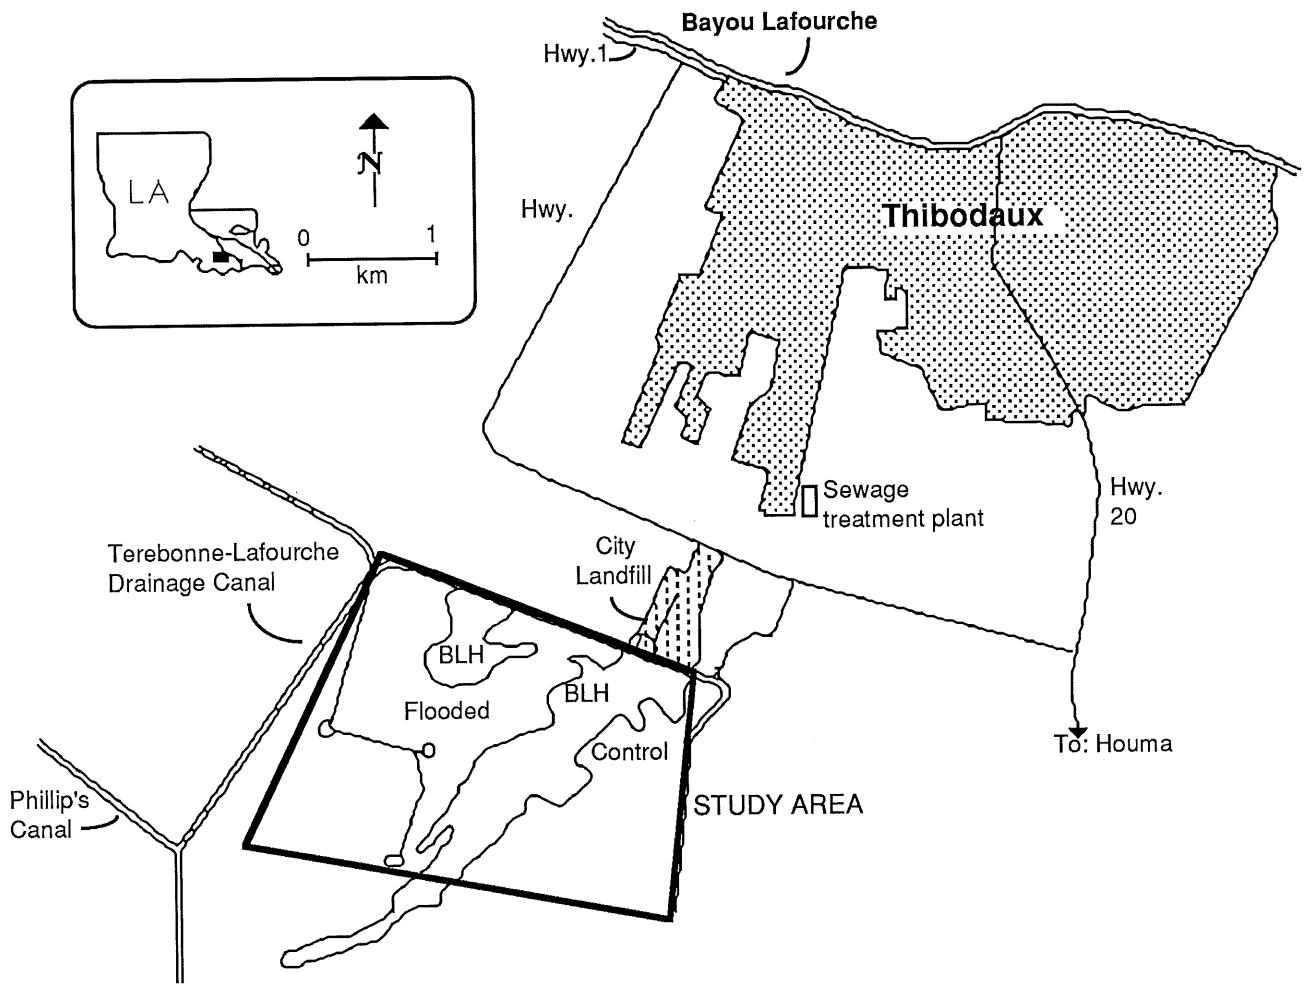 Bayou Lafourche
Hwy.1
N
LA
0 1
km
Hwy.
Thibodaux
Sewage
treatment plant
Hwy.
20
City
Landfill
Terebonne-Lafourche
Drainage Canal
BLH
BLH
Flooded
Control
To: Houma
Phillip's
Canal
STUDY AREA